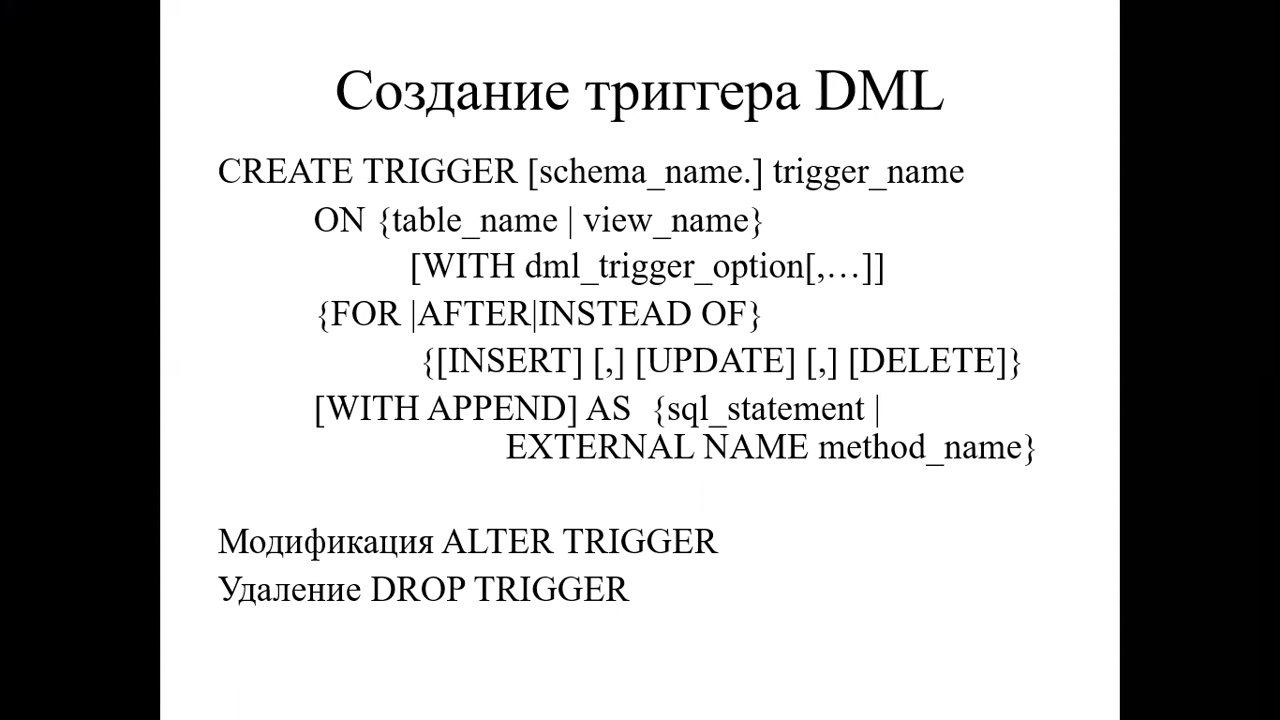 Создание триггера DML
CREATE TRIGGER [schema_name.] trigger_name
ON {table_name | view_name}
[WITH dml_trigger_option[,…]]
{FOR |AFTER|INSTEAD OF}
{[INSERT] [,] [UPDATE] [,] [DELETE]}
[WITH APPEND] AS {sql_statement |
EXTERNAL NAME method_name}
Модификация ALTER TRIGGER
Удаление DROP TRIGGER